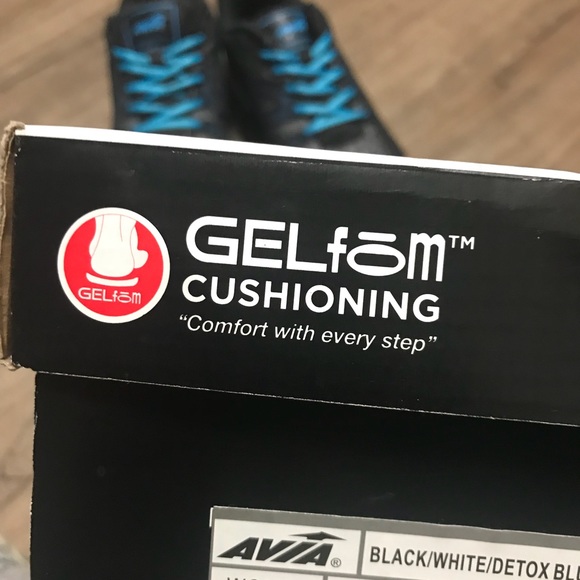 GELfōm™
CUSHIONING
"Comfort with every step"
GELfōm
AVIA®
BLACK/WHITE/DETOX BL